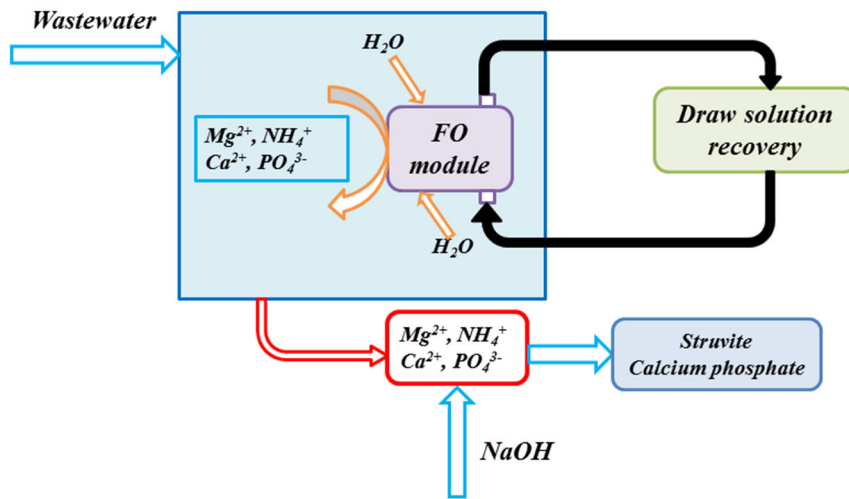 Wastewater
H₂O
Mg²⁺, NH₄⁺
Ca²⁺, PO₄³⁻
FO
module
H₂O
Draw solution
recovery
Mg²⁺, NH₄⁺
Ca²⁺, PO₄³⁻
Struvite
Calcium phosphate
NaOH